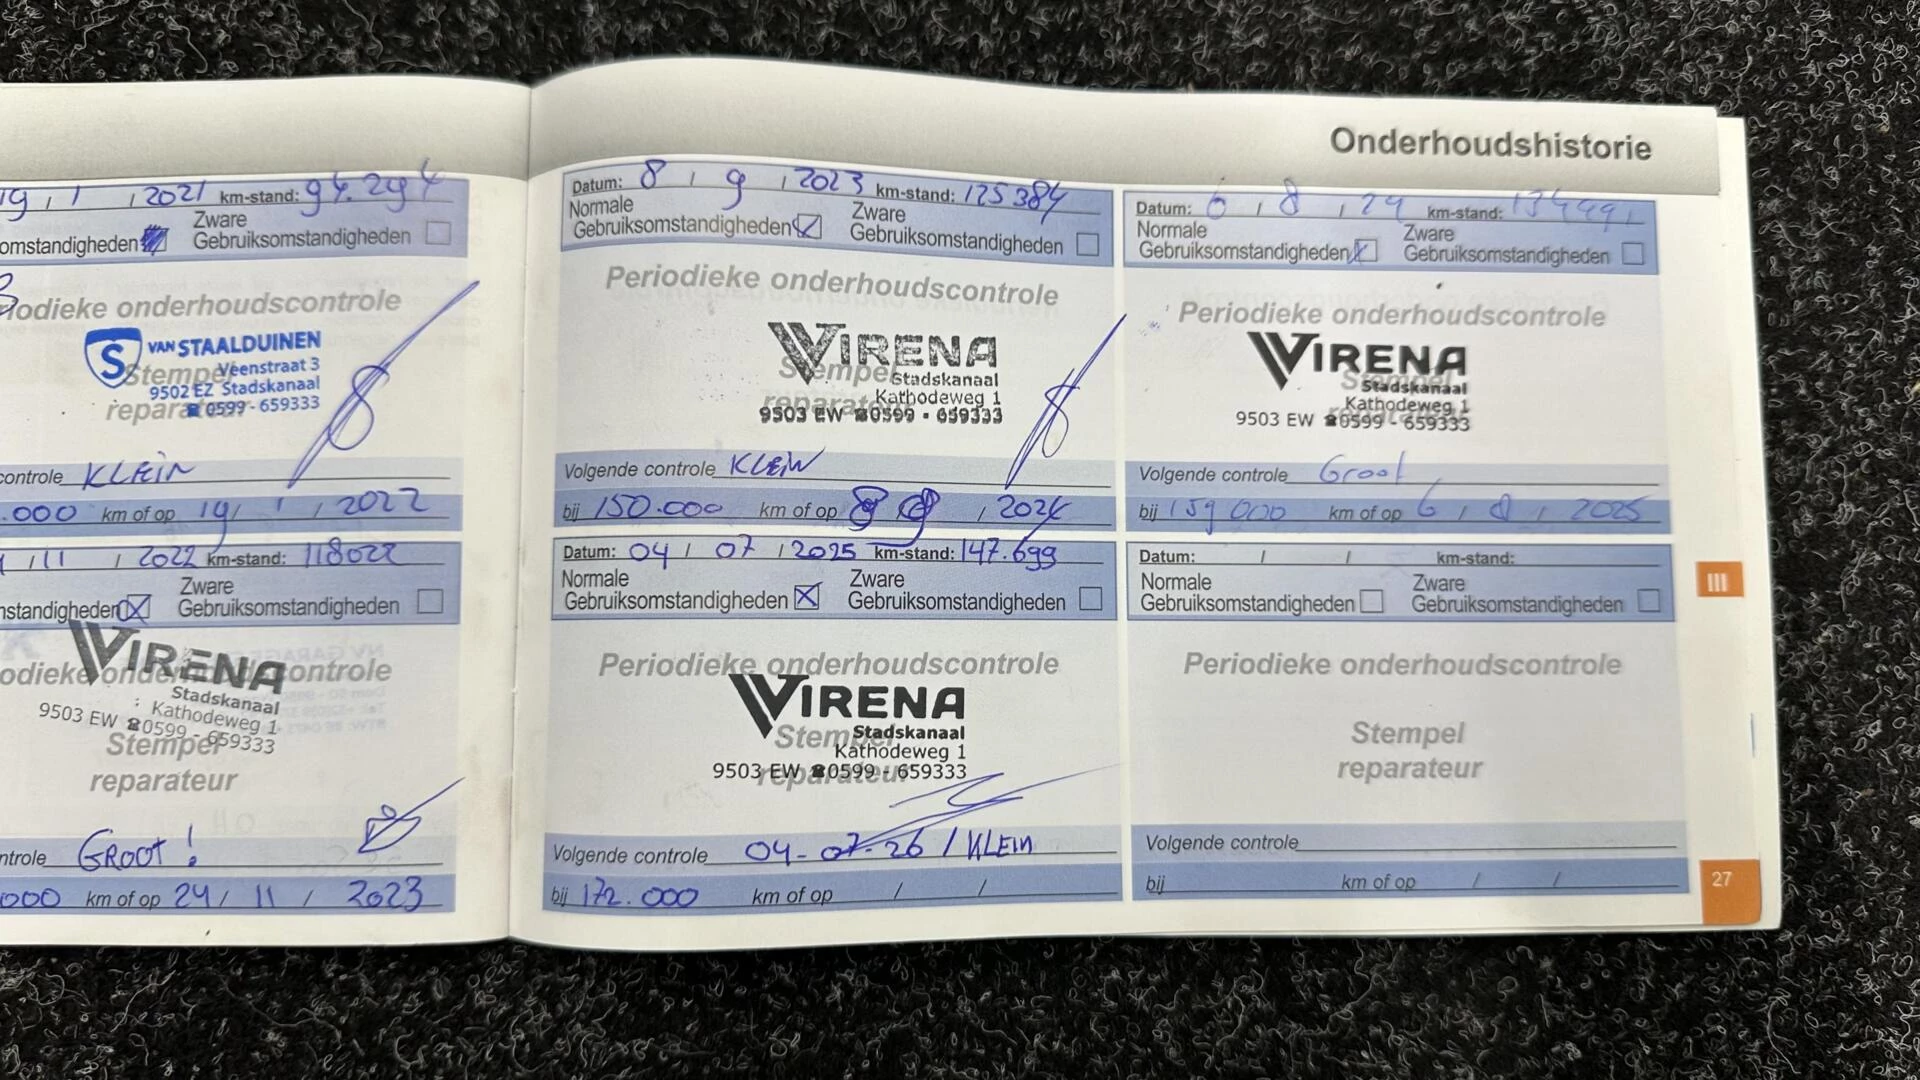 Onderhoudshistorie
19 / 1 / 2021 km-stand: 94.294
omstandigheden Zware
Gebruiksomstandigheden
Periodieke onderhoudscontrole
VAN STAALDUINEN
Veenstraat 3
9502 EZ Stadskanaal
☎ 0599 - 659333
Stempel
reparateur
controle KLEIN
.000 km of op 19 / 1 / 2022
/ 11 / 2022 km-stand: 118022
Zware
Gebruiksomstandigheden
Periodieke onderhoudscontrole
VIRENA
Stadskanaal
Kathodeweg 1
9503 EW ☎0599 - 659333
Stempel
reparateur
controle GROOT!
000 km of op 24 / 11 / 2023
Datum: 8 / 9 / 2023 km-stand: 125384
Normale
Gebruiksomstandigheden
Zware
Gebruiksomstandigheden
Periodieke onderhoudscontrole
VIRENA
Stempel
Stadskanaal
Kathodeweg 1
reparateur
9503 EW ☎0599 - 659333
Volgende controle KLEIN
bij 150.000 km of op 8 / 9 / 2024
Datum: 04 / 07 / 2025 km-stand: 147.699
Normale
Gebruiksomstandigheden
Zware
Gebruiksomstandigheden
Periodieke onderhoudscontrole
VIRENA
Stempel
Stadskanaal
Kathodeweg 1
9503 EW ☎0599 - 659333
reparateur
Volgende controle 04-07-26 / KLEIN
bij 172.000 km of op / /
Datum: 6 / 8 / 24 km-stand:
Normale
Gebruiksomstandigheden
Zware
Gebruiksomstandigheden
Periodieke onderhoudscontrole
VIRENA
Stempel
Stadskanaal
Kathodeweg 1
reparateur
9503 EW ☎0599 - 659333
Volgende controle Groot
bij 159 000 km of op 6 / 8 / 2025
Datum: / / km-stand:
Normale
Gebruiksomstandigheden
Zware
Gebruiksomstandigheden
Periodieke onderhoudscontrole
Stempel
reparateur
Volgende controle
bij km of op / /
III
27